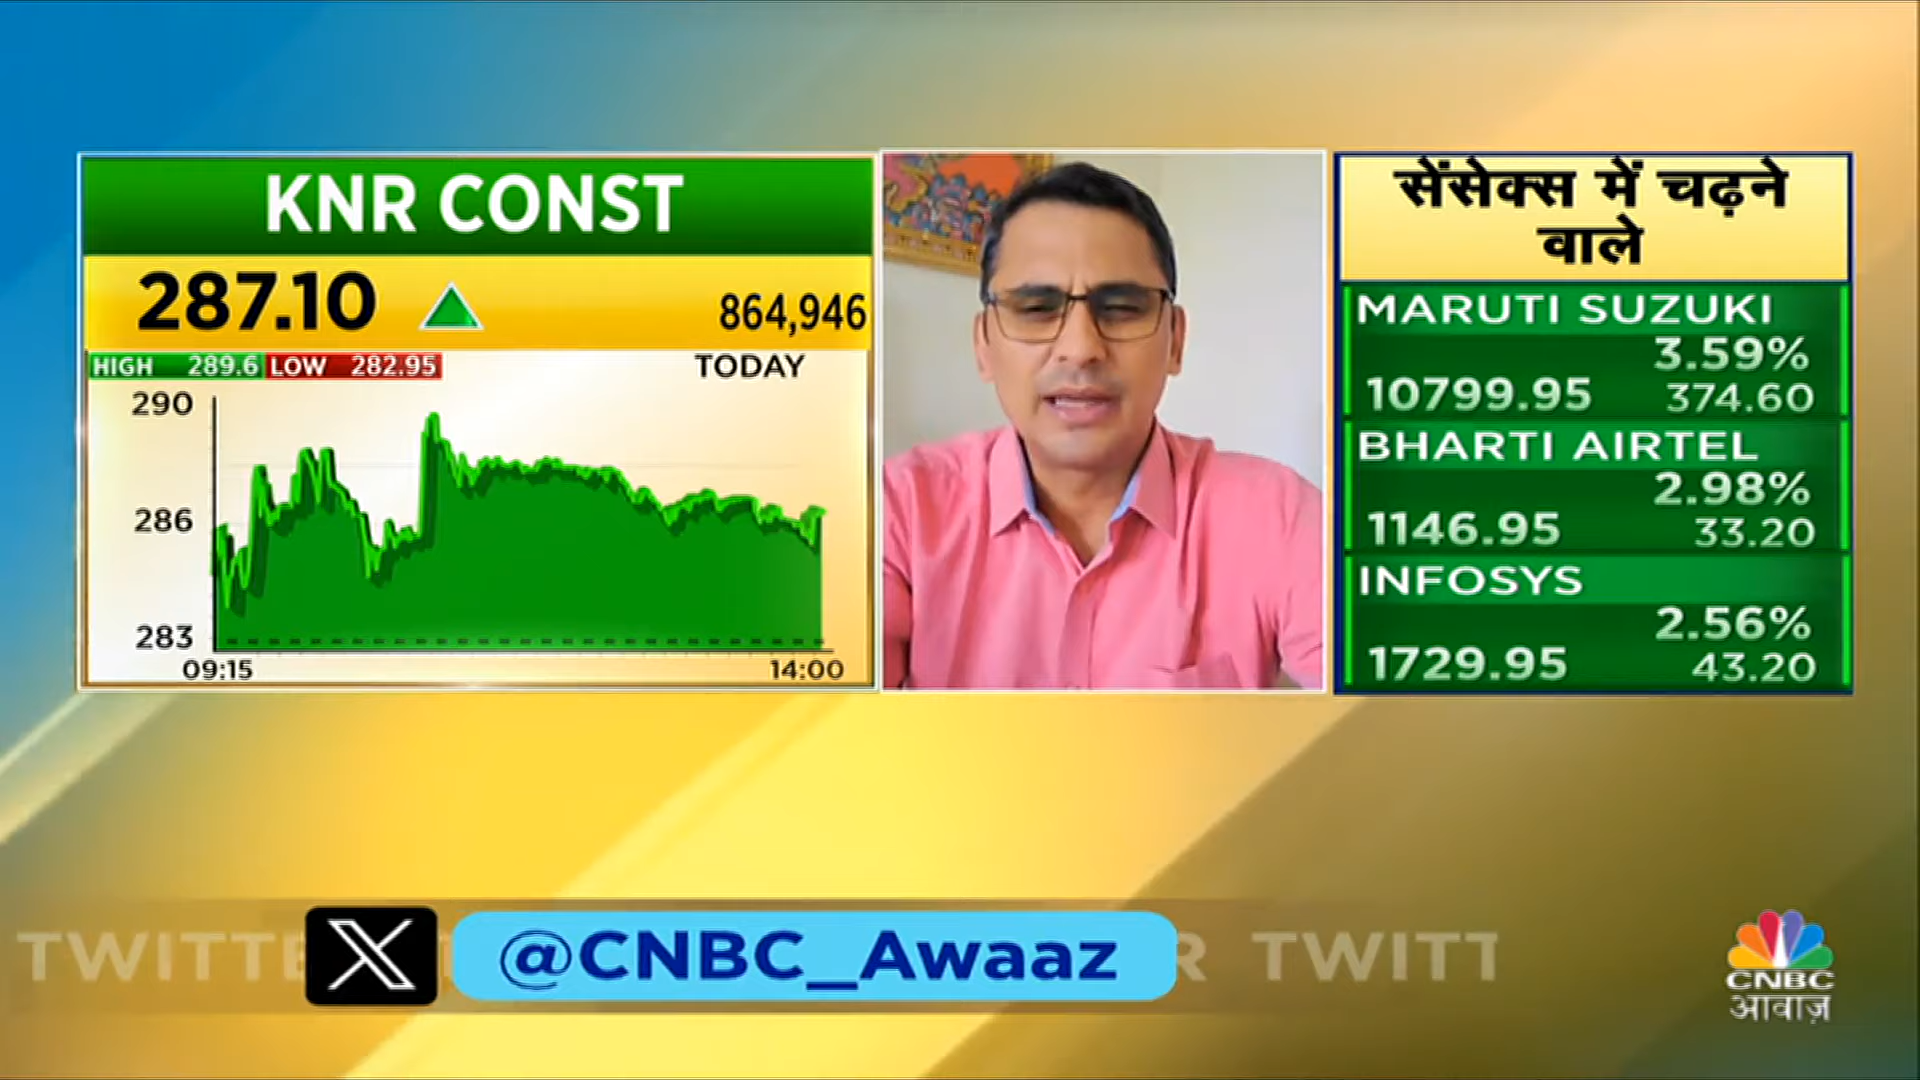 KNR CONST
287.10 864,946
HIGH 289.6 LOW 282.95 TODAY
290
286
283
09:15 14:00
सेंसेक्स में चढ़ने
वाले
MARUTI SUZUKI
3.59%
10799.95 374.60
BHARTI AIRTEL
2.98%
1146.95 33.20
INFOSYS
2.56%
1729.95 43.20
TWITTE X @CNBC_Awaaz R TWITT
CNBC
आवाज़